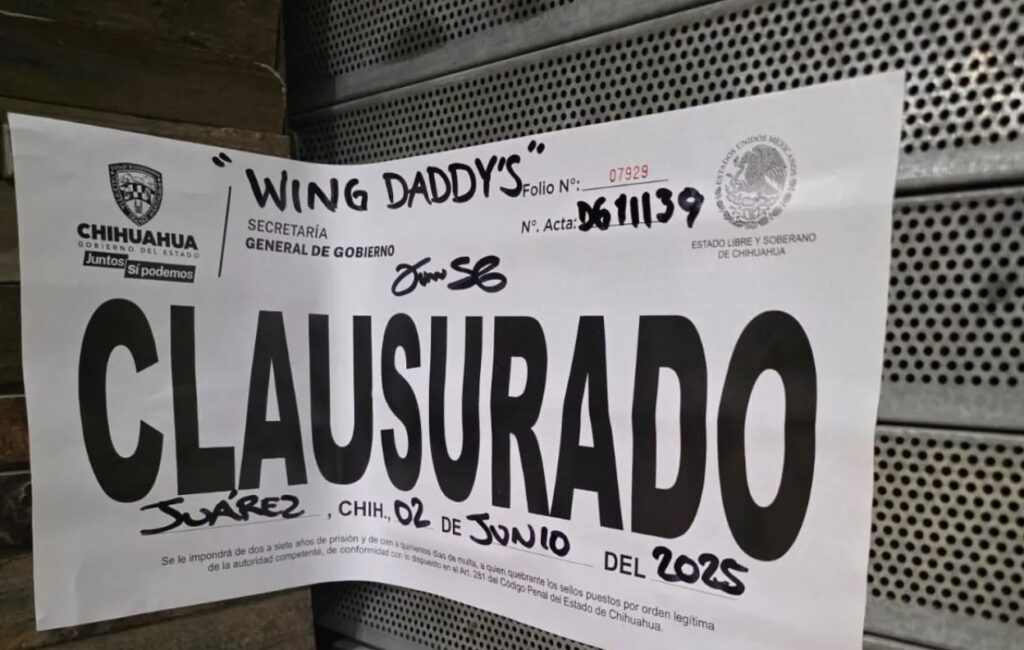 "WING DADDY'S"
Folio Nº: 07929
Nº. Acta:
CHIHUAHUA
GOBIERNO DEL ESTADO
Juntos
Sí podemos
SECRETARÍA
GENERAL DE GOBIERNO
ESTADOS UNIDOS MEXICANOS
ESTADO LIBRE Y SOBERANO
DE CHIHUAHUA
CLAUSURADO
JUÁREZ, CHIH., 02 DE JUNIO DEL 2025
Se le impondrá de dos a siete años de prisión y de cien a quinientos días de multa, a quien quebrante los sellos puestos por orden legítima
de la autoridad competente, de conformidad con lo dispuesto en el Art. 281 del Código Penal del Estado de Chihuahua.